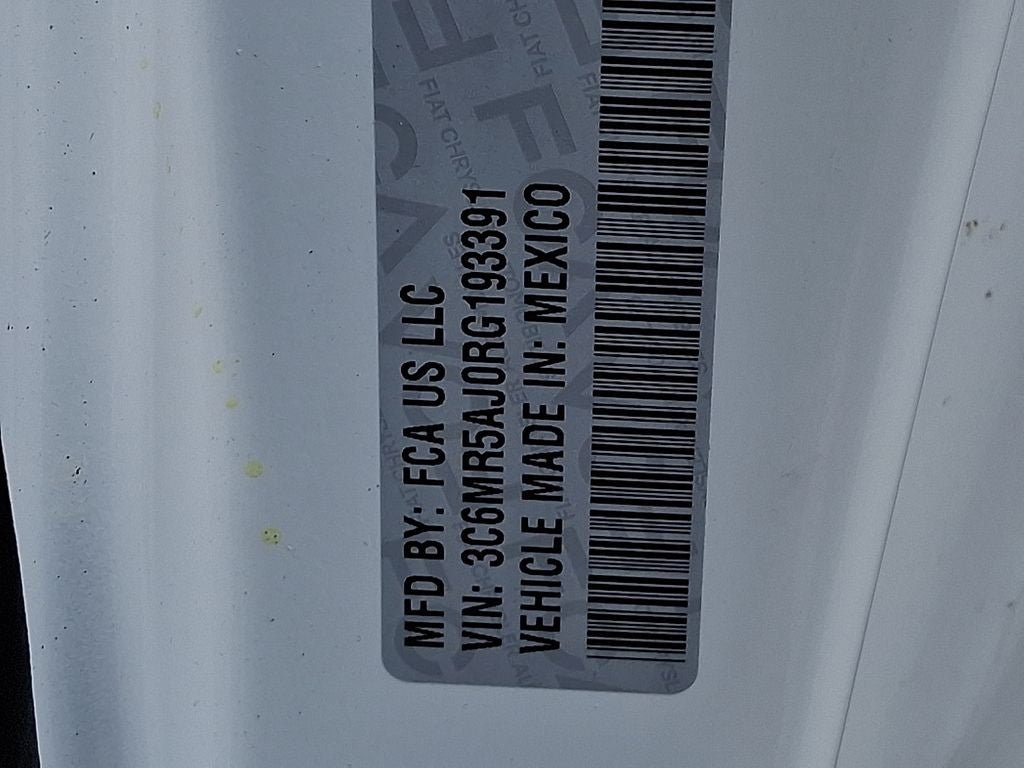 MFD BY: FCA US LLC
VIN: 3C6MR5AJ0RG193391
VEHICLE MADE IN: MEXICO